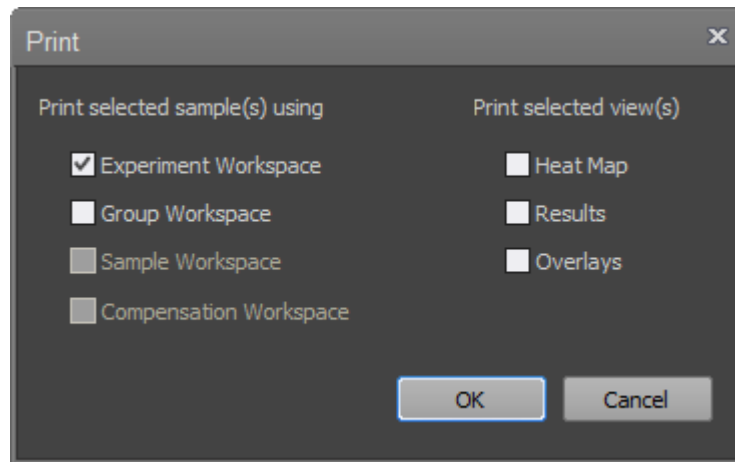 Print
Print selected sample(s) using
Experiment Workspace
Group Workspace
Sample Workspace
Compensation Workspace
Print selected view(s)
Heat Map
Results
Overlays
OK
Cancel